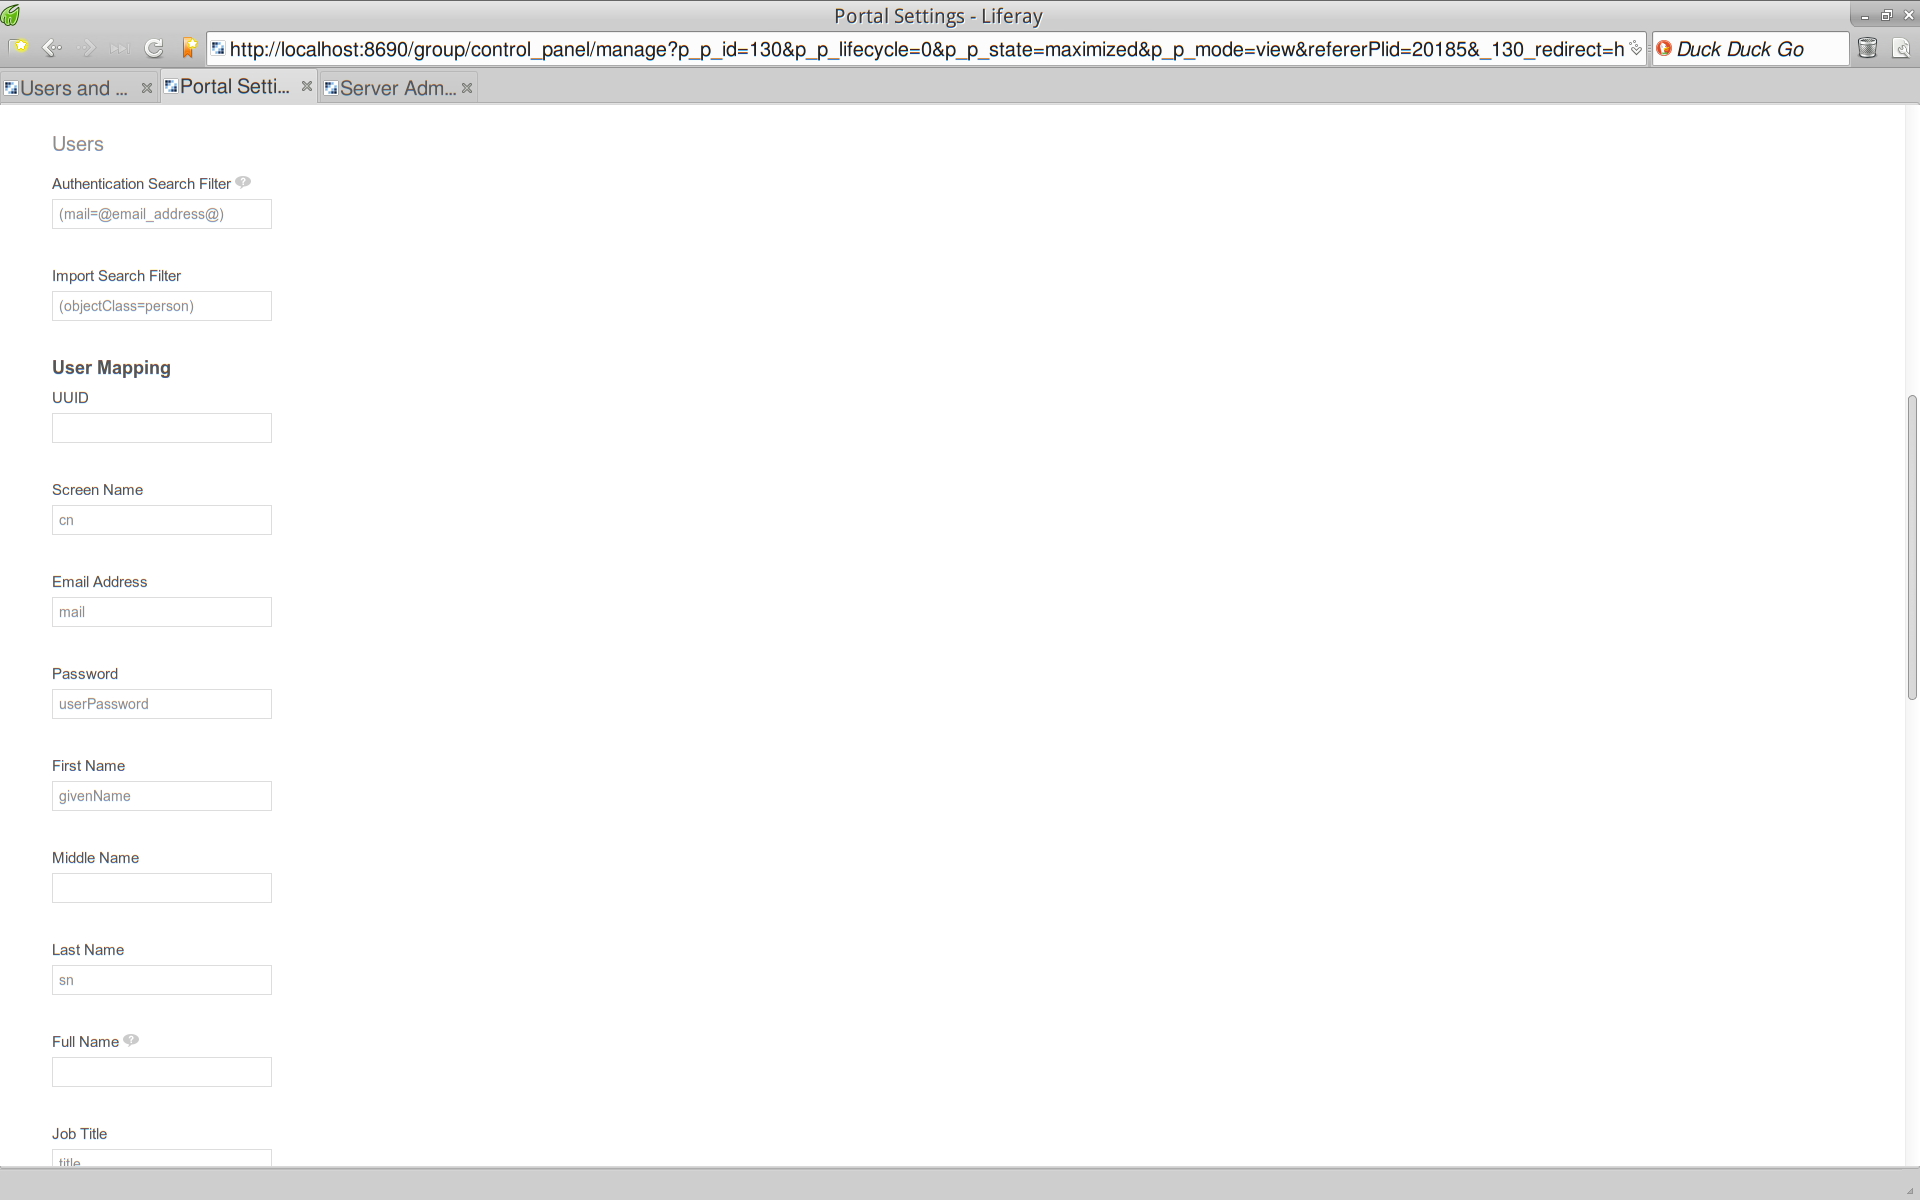 Portal Settings - Liferay
http://localhost:8690/group/control_panel/manage?p_p_id=130&p_p_lifecycle=0&p_p_state=maximized&p_p_mode=view&refererPlid=20185&_130_redirect=h
Duck Duck Go
Users and ...
Portal Setti...
Server Adm...
Users
Authentication Search Filter
(mail=@email_address@)
Import Search Filter
(objectClass=person)
User Mapping
UUID
Screen Name
cn
Email Address
mail
Password
userPassword
First Name
givenName
Middle Name
Last Name
sn
Full Name
Job Title
title